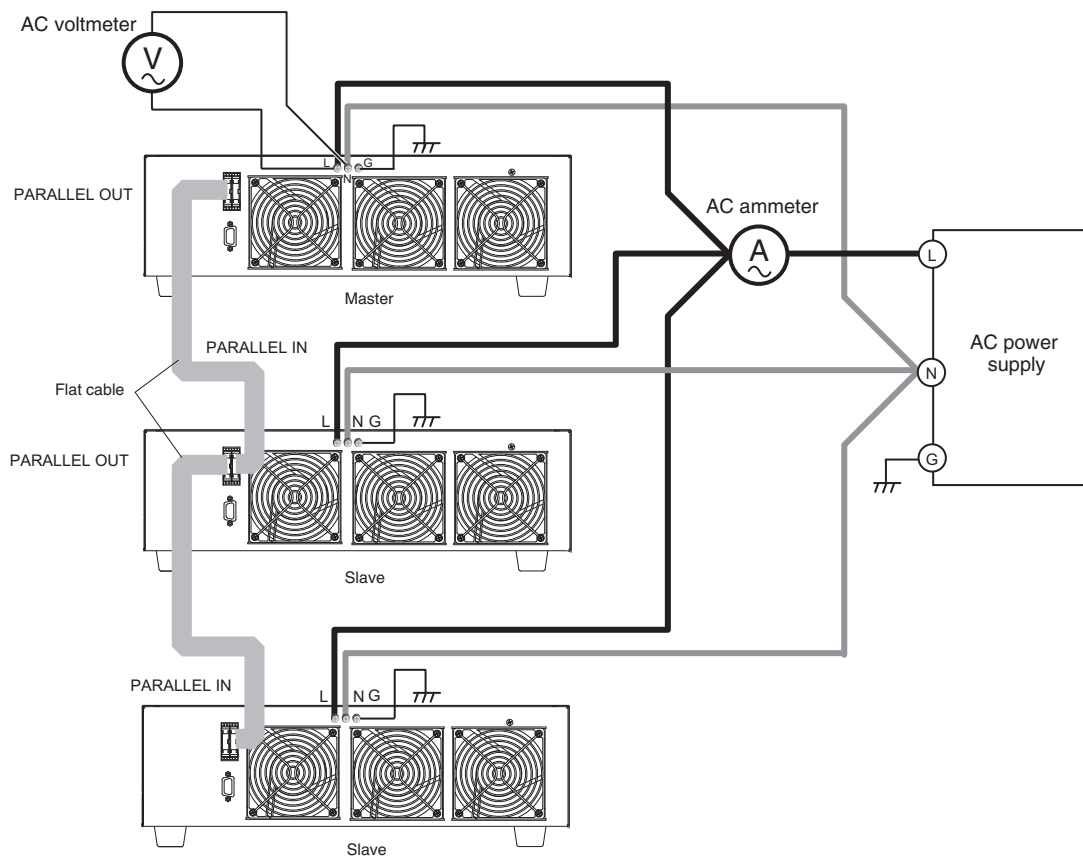 AC voltmeter
V
L
N
G
PARALLEL OUT
AC ammeter
A
L
Master
PARALLEL IN
AC power
supply
N
Flat cable
L N G
PARALLEL OUT
G
Slave
PARALLEL IN
L N G
Slave